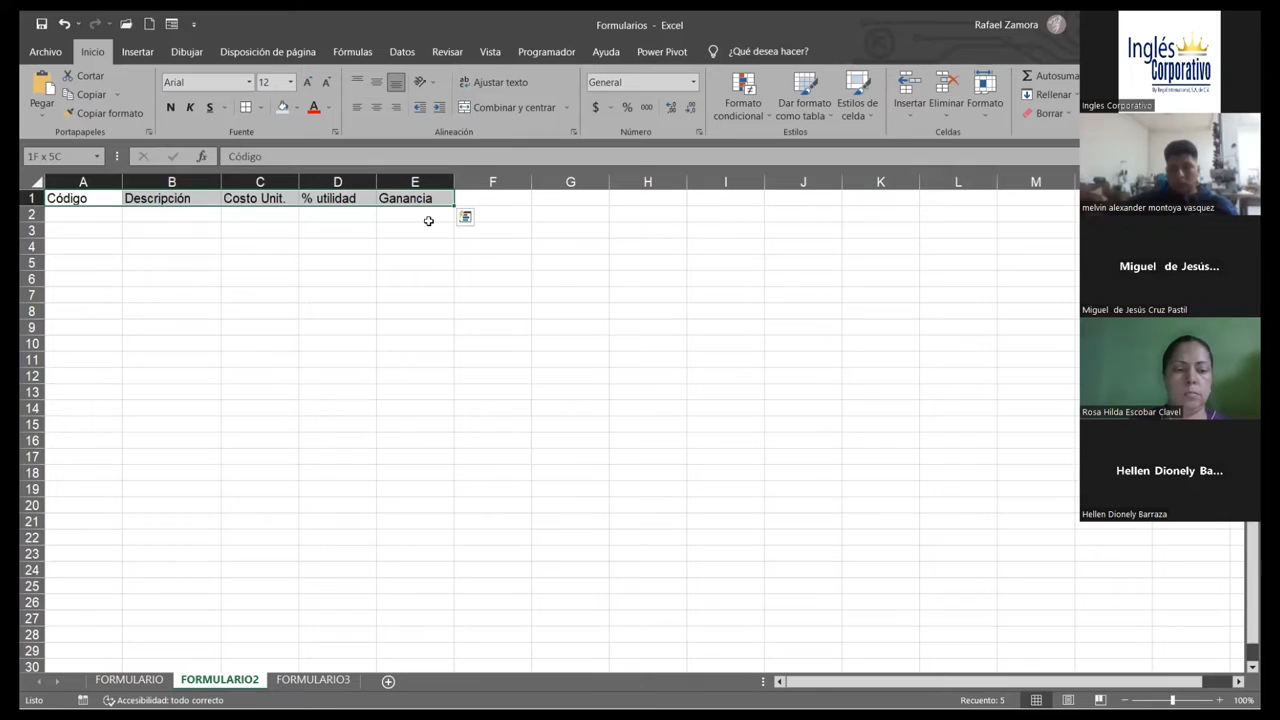 Formularios - Excel
Rafael Zamora
Archivo Inicio Insertar Dibujar Disposición de página Fórmulas Datos Revisar Vista Programador Ayuda Power Pivot ¿Qué desea hacer?
Pegar
Cortar
Copiar
Copiar formato
Portapapeles
Arial 12
N K S
Fuente
Ajustar texto
Combinar y centrar
Alineación
General
$ % 000
Número
Formato condicional
Dar formato como tabla
Estilos de celda
Estilos
Insertar Eliminar Formato
Celdas
Autosuma
Rellenar
Borrar
1F x 5C
fx
Código
A B C D E F G H I J K L M
1 Código Descripción Costo Unit. % utilidad Ganancia
2
3
4
5
6
7
8
9
10
11
12
13
14
15
16
17
18
19
20
21
22
23
24
25
26
27
28
29
30
FORMULARIO FORMULARIO2 FORMULARIO3
Listo
Accesibilidad: todo correcto
Recuento: 5
100%
Inglés
Corporativo
Ingles Corporativo
melvin alexander montoya vasquez
Miguel de Jesús...
Miguel de Jesús Cruz Pastil
Rosa Hilda Escobar Clavel
Hellen Dionely Ba...
Hellen Dionely Barraza